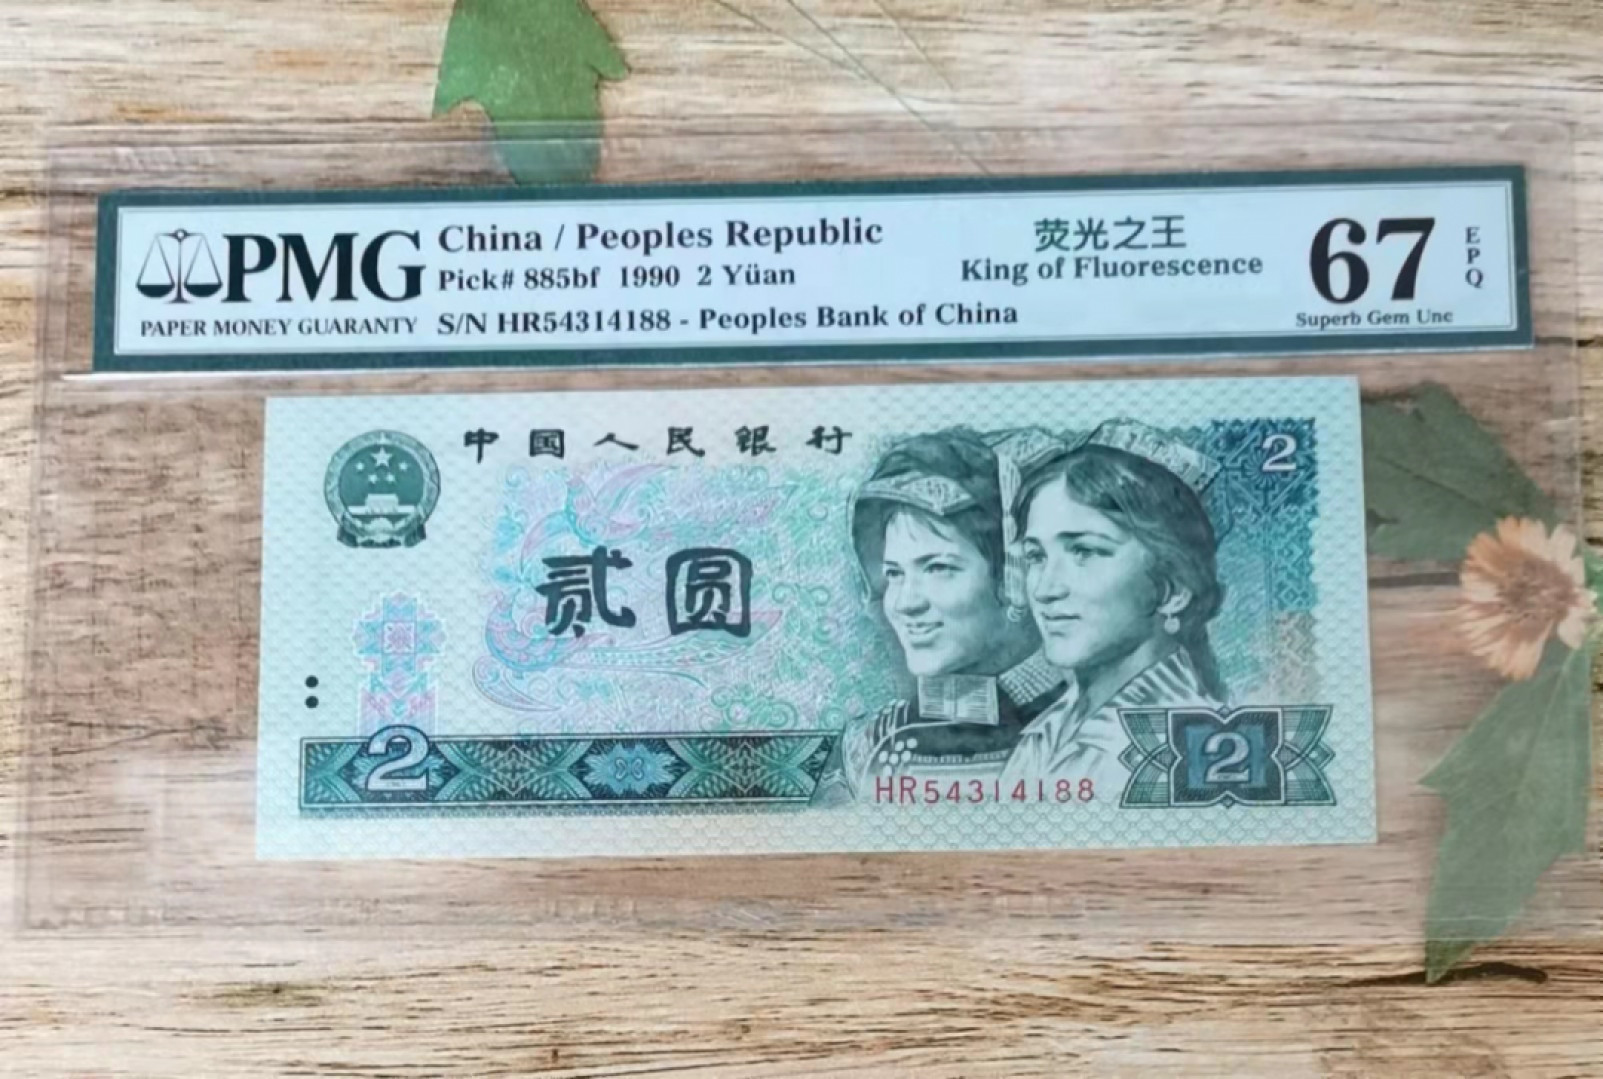 PMG
PAPER MONEY GUARANTY
China / Peoples Republic
Pick# 885bf 1990 2 Yüan
S/N HR54314188 - Peoples Bank of China
荧光之王
King of Fluorescence
67
EPQ
Superb Gem Unc
中国人民银行
2
贰圆
2
2
HR54314188